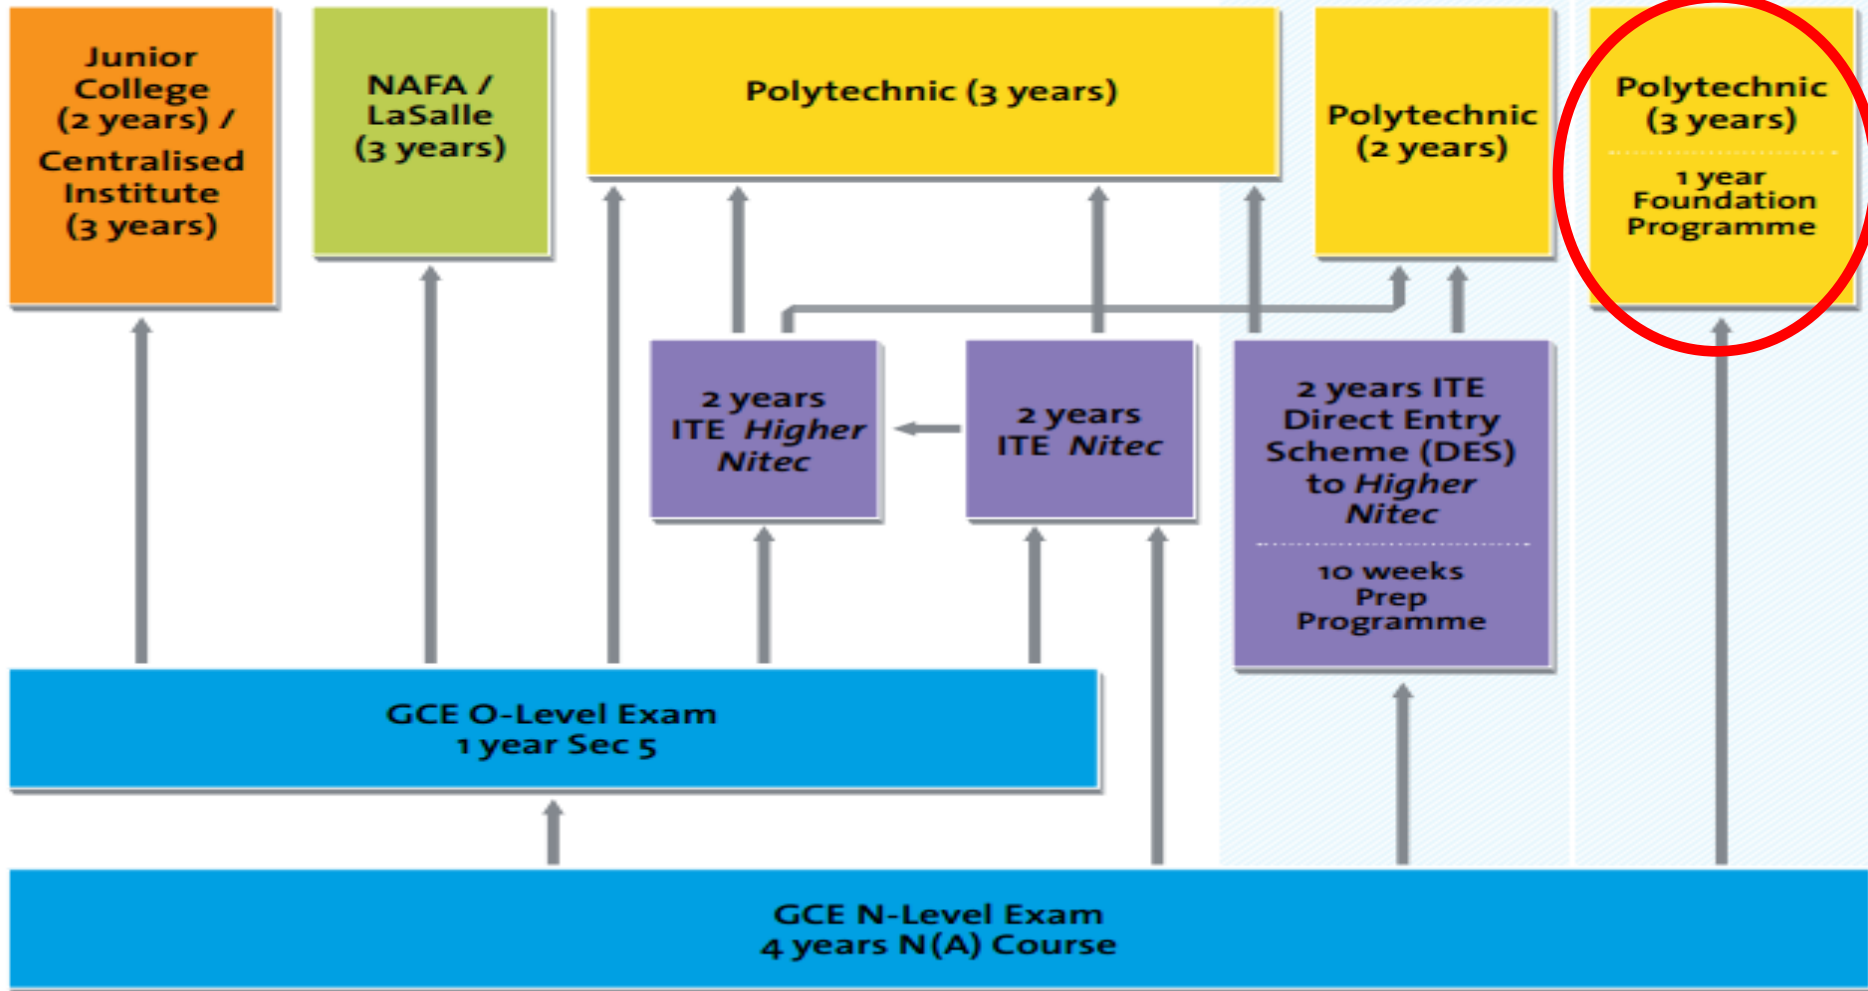 Junior
College
(2 years) /
Centralised
Institute
(3 years)
NAFA /
LaSalle
(3 years)
Polytechnic (3 years)
Polytechnic
(2 years)
Polytechnic
(3 years)
1 year
Foundation
Programme
2 years
ITE Higher
Nitec
2 years
ITE Nitec
2 years ITE
Direct Entry
Scheme (DES)
to Higher
Nitec
10 weeks
Prep
Programme
GCE O-Level Exam
1 year Sec 5
GCE N-Level Exam
4 years N(A) Course